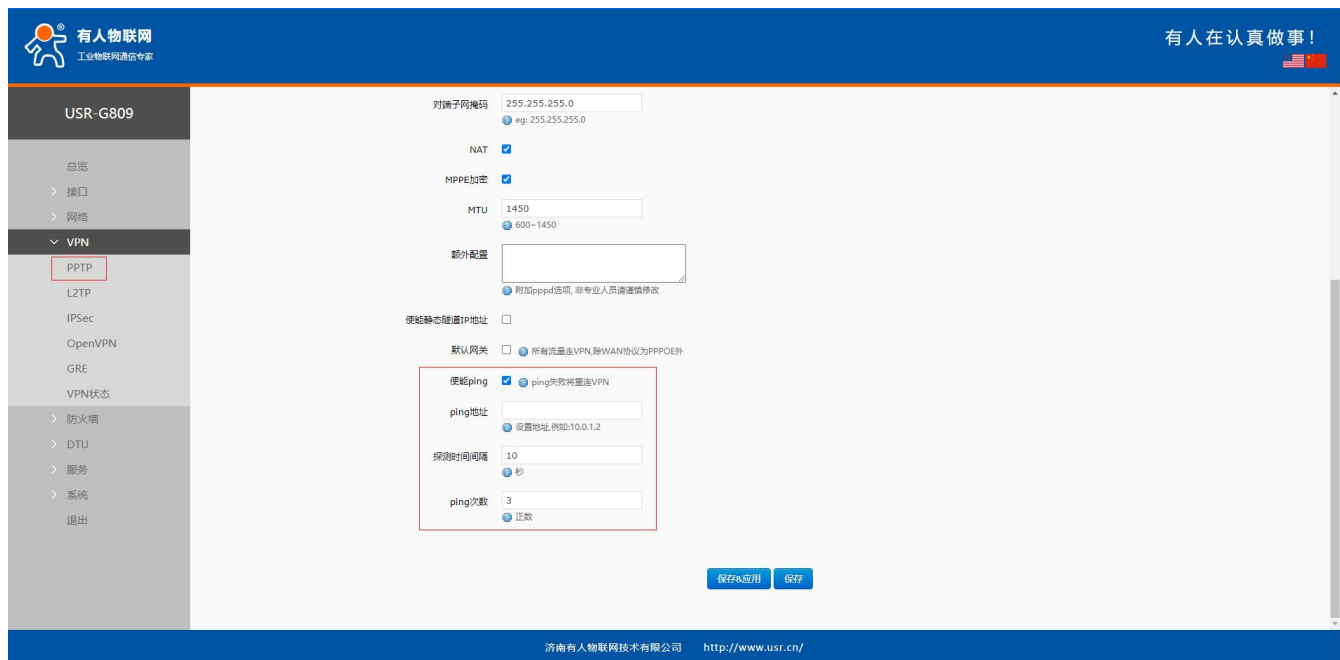 有人物联网
工业物联网通信专家
有人在认真做事!
USR-G809
总览
接口
网络
VPN
PPTP
L2TP
IPSec
OpenVPN
GRE
VPN状态
防火墙
DTU
服务
系统
退出
对端子网掩码 255.255.255.0
eg: 255.255.255.0
NAT
MPPE加密
MTU 1450
600~1450
额外配置
附加pppd选项, 非专业人员请谨慎修改
使能静态隧道IP地址
默认网关 所有流量走VPN,除WAN协议为PPPOE外
使能ping ping失败将重连VPN
ping地址
设置地址,例如:10.0.1.2
探测时间间隔 10
秒
ping次数 3
正数
保存&应用 保存
济南有人物联网技术有限公司 http://www.usr.cn/